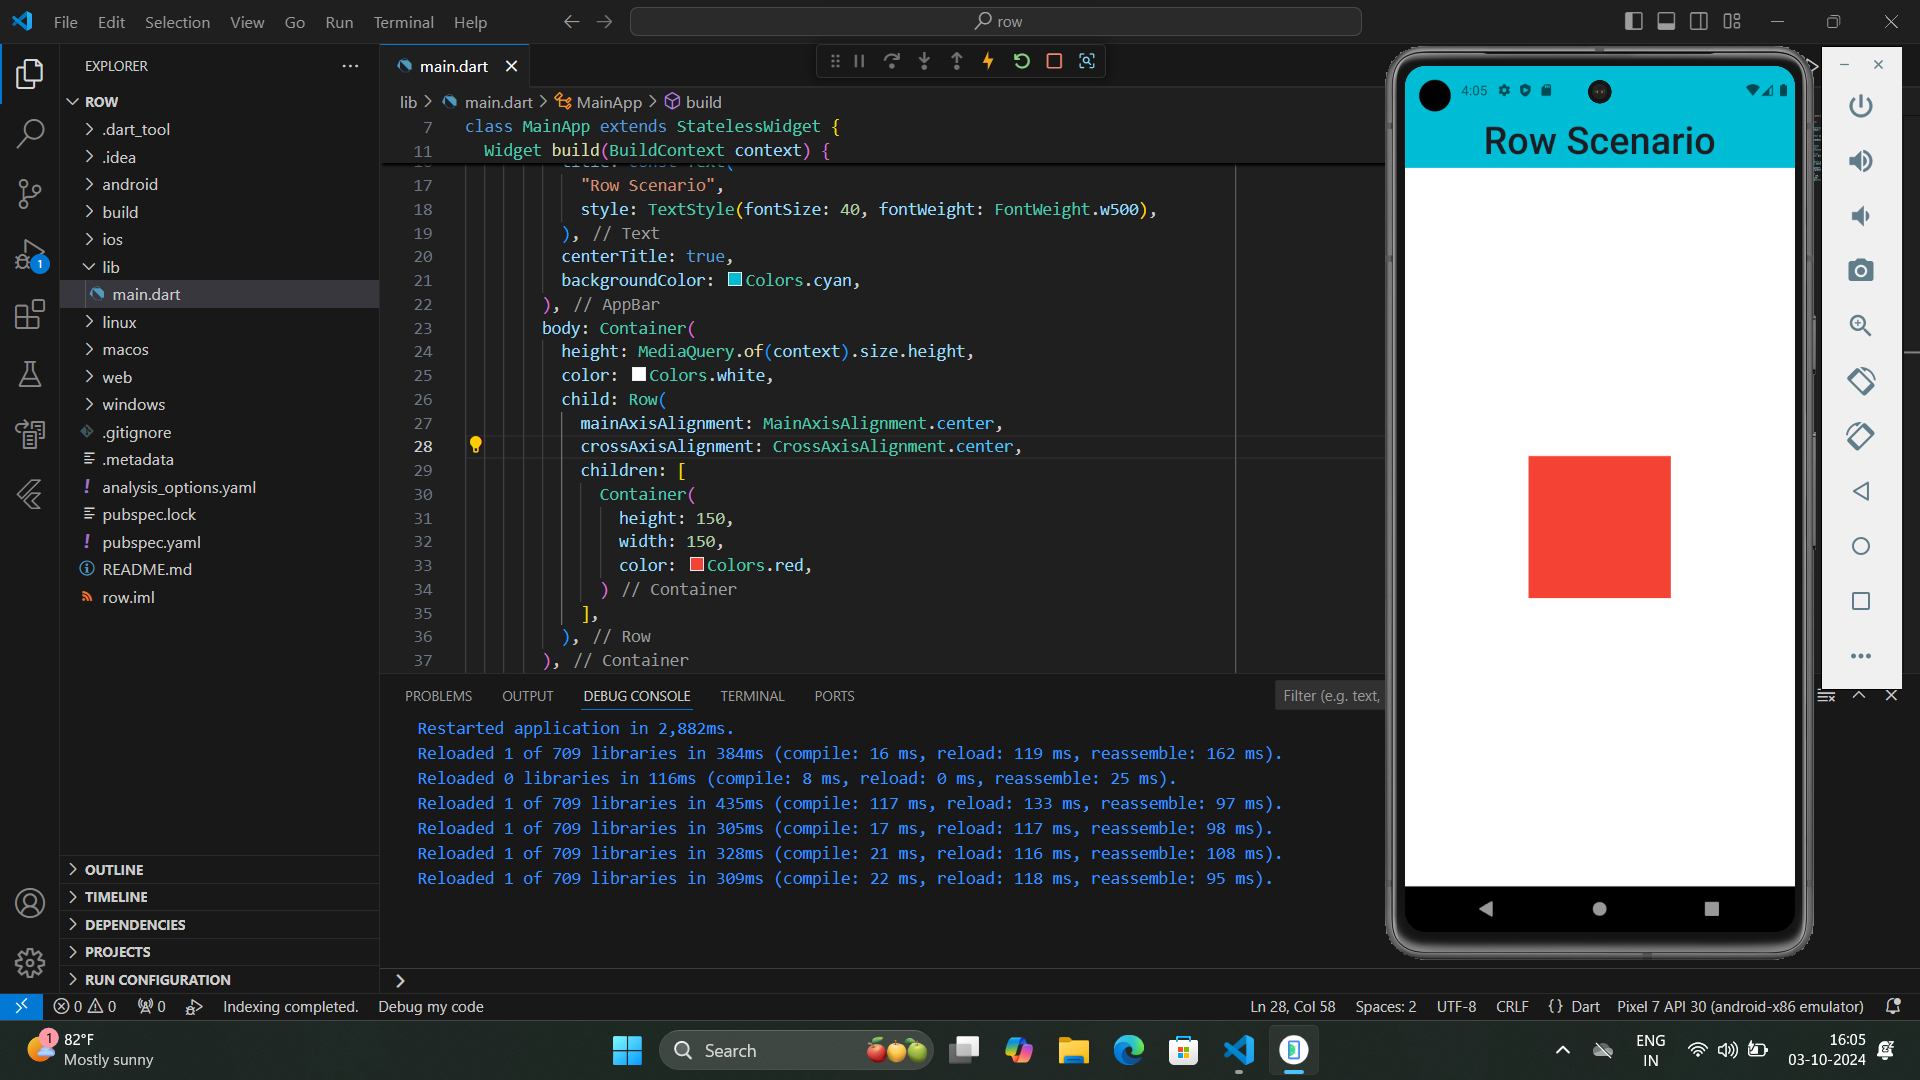 File Edit Selection View Go Run Terminal Help
row
EXPLORER
ROW
.dart_tool
.idea
android
build
ios
lib
main.dart
linux
macos
web
windows
.gitignore
.metadata
analysis_options.yaml
pubspec.lock
pubspec.yaml
README.md
row.iml
OUTLINE
TIMELINE
DEPENDENCIES
PROJECTS
RUN CONFIGURATION
1
main.dart
lib > main.dart > MainApp > build
7 class MainApp extends StatelessWidget {
11 Widget build(BuildContext context) {
17 "Row Scenario",
18 style: TextStyle(fontSize: 40, fontWeight: FontWeight.w500),
19 ), // Text
20 centerTitle: true,
21 backgroundColor: Colors.cyan,
22 ), // AppBar
23 body: Container(
24 height: MediaQuery.of(context).size.height,
25 color: Colors.white,
26 child: Row(
27 mainAxisAlignment: MainAxisAlignment.center,
28 crossAxisAlignment: CrossAxisAlignment.center,
29 children: [
30 Container(
31 height: 150,
32 width: 150,
33 color: Colors.red,
34 ) // Container
35 ],
36 ), // Row
37 ), // Container
PROBLEMS OUTPUT DEBUG CONSOLE TERMINAL PORTS
Filter (e.g. text,
Restarted application in 2,882ms.
Reloaded 1 of 709 libraries in 384ms (compile: 16 ms, reload: 119 ms, reassemble: 162 ms).
Reloaded 0 libraries in 116ms (compile: 8 ms, reload: 0 ms, reassemble: 25 ms).
Reloaded 1 of 709 libraries in 435ms (compile: 117 ms, reload: 133 ms, reassemble: 97 ms).
Reloaded 1 of 709 libraries in 305ms (compile: 17 ms, reload: 117 ms, reassemble: 98 ms).
Reloaded 1 of 709 libraries in 328ms (compile: 21 ms, reload: 116 ms, reassemble: 108 ms).
Reloaded 1 of 709 libraries in 309ms (compile: 22 ms, reload: 118 ms, reassemble: 95 ms).
4:05
Row Scenario
0 0 0 Indexing completed. Debug my code
Ln 28, Col 58 Spaces: 2 UTF-8 CRLF {} Dart Pixel 7 API 30 (android-x86 emulator)
1
82°F
Mostly sunny
Search
ENG
IN
16:05
03-10-2024